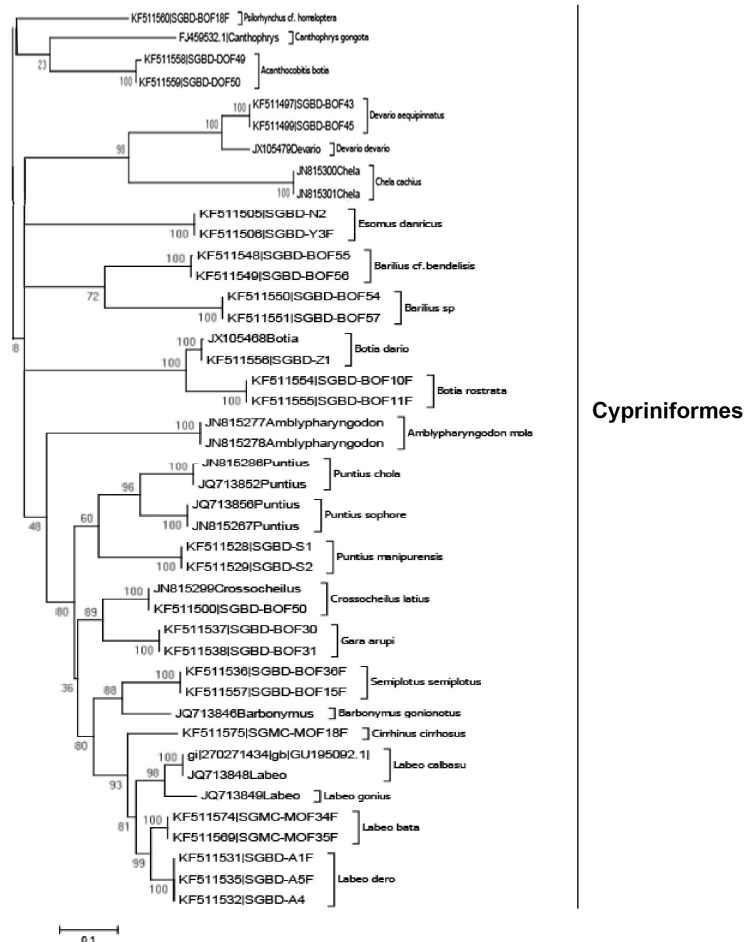 KF511560|SGBD-BOF18F Psilorhynchus cf. homaloptera
FJ459532.1|Canthophrys Canthophrys gongota
23
KF511558|SGBD-DOF49
Acanthocobitis botia
100 KF511559|SGBD-DOF50
100 KF511497|SGBD-BOF43
Devario aequipinnatus
100 KF511499|SGBD-BOF45
98 JX105479Devario Devario devario
JN815300Chela
Chela cachius
100 JN815301Chela
KF511505|SGBD-N2
Esomus danricus
100 KF511506|SGBD-Y3F
100 KF511548|SGBD-BOF55
Barilius cf. bendelisis
KF511549|SGBD-BOF56
72 KF511550|SGBD-BOF54
Barilius sp
100 KF511551|SGBD-BOF57
8 100 JX105468Botia
Botia dario
100 KF511556|SGBD-Z1
KF511554|SGBD-BOF10F
Botia rostrata
100 KF511555|SGBD-BOF11F
Cypriniformes
100 JN815277Amblypharyngodon
Amblypharyngodon mola
JN815278Amblypharyngodon
100 JN815286Puntius
Puntius chola
96 JQ713852Puntius
JQ713856Puntius
Puntius sophore
48 60 100 JN815267Puntius
KF511528|SGBD-S1
Puntius manipurensis
100 KF511529|SGBD-S2
100 JN815299Crossocheilus
Crossocheilus latius
80 89 KF511500|SGBD-BOF50
KF511537|SGBD-BOF30
Gara arupi
100 KF511538|SGBD-BOF31
100 KF511536|SGBD-BOF36F
Semiplotus semiplotus
36 88 KF511557|SGBD-BOF15F
JQ713846Barbonymus Barbonymus gonionotus
80 KF511575|SGMC-MOF18F Cirrhinus cirrhosus
100 gi|270271434|gb|GU195092.1|
Labeo calbasu
93 98 JQ713848Labeo
JQ713849Labeo Labeo gonius
81 100 KF511574|SGMC-MOF34F
Labeo bata
KF511569|SGMC-MOF35F
99 KF511531|SGBD-A1F
100 KF511535|SGBD-A5F Labeo dero
KF511532|SGBD-A4
0.1